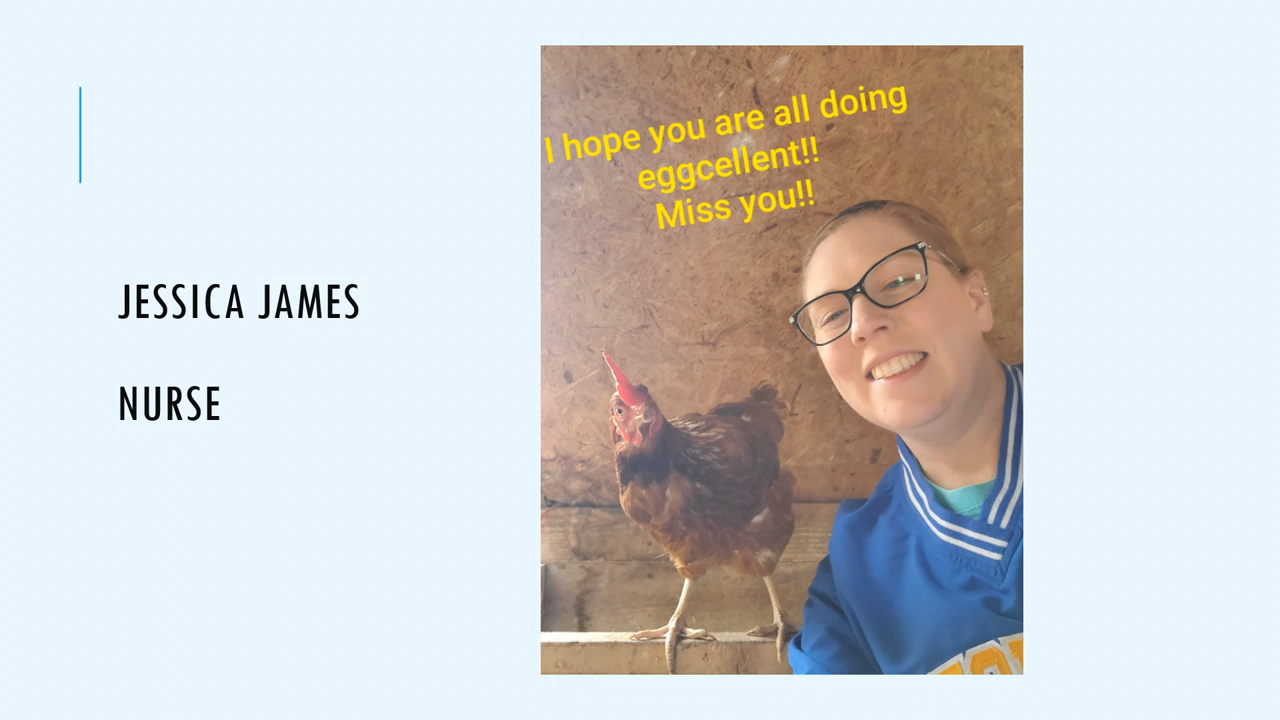 JESSICA JAMES
NURSE
I hope you are all doing
eggcellent!!
Miss you!!